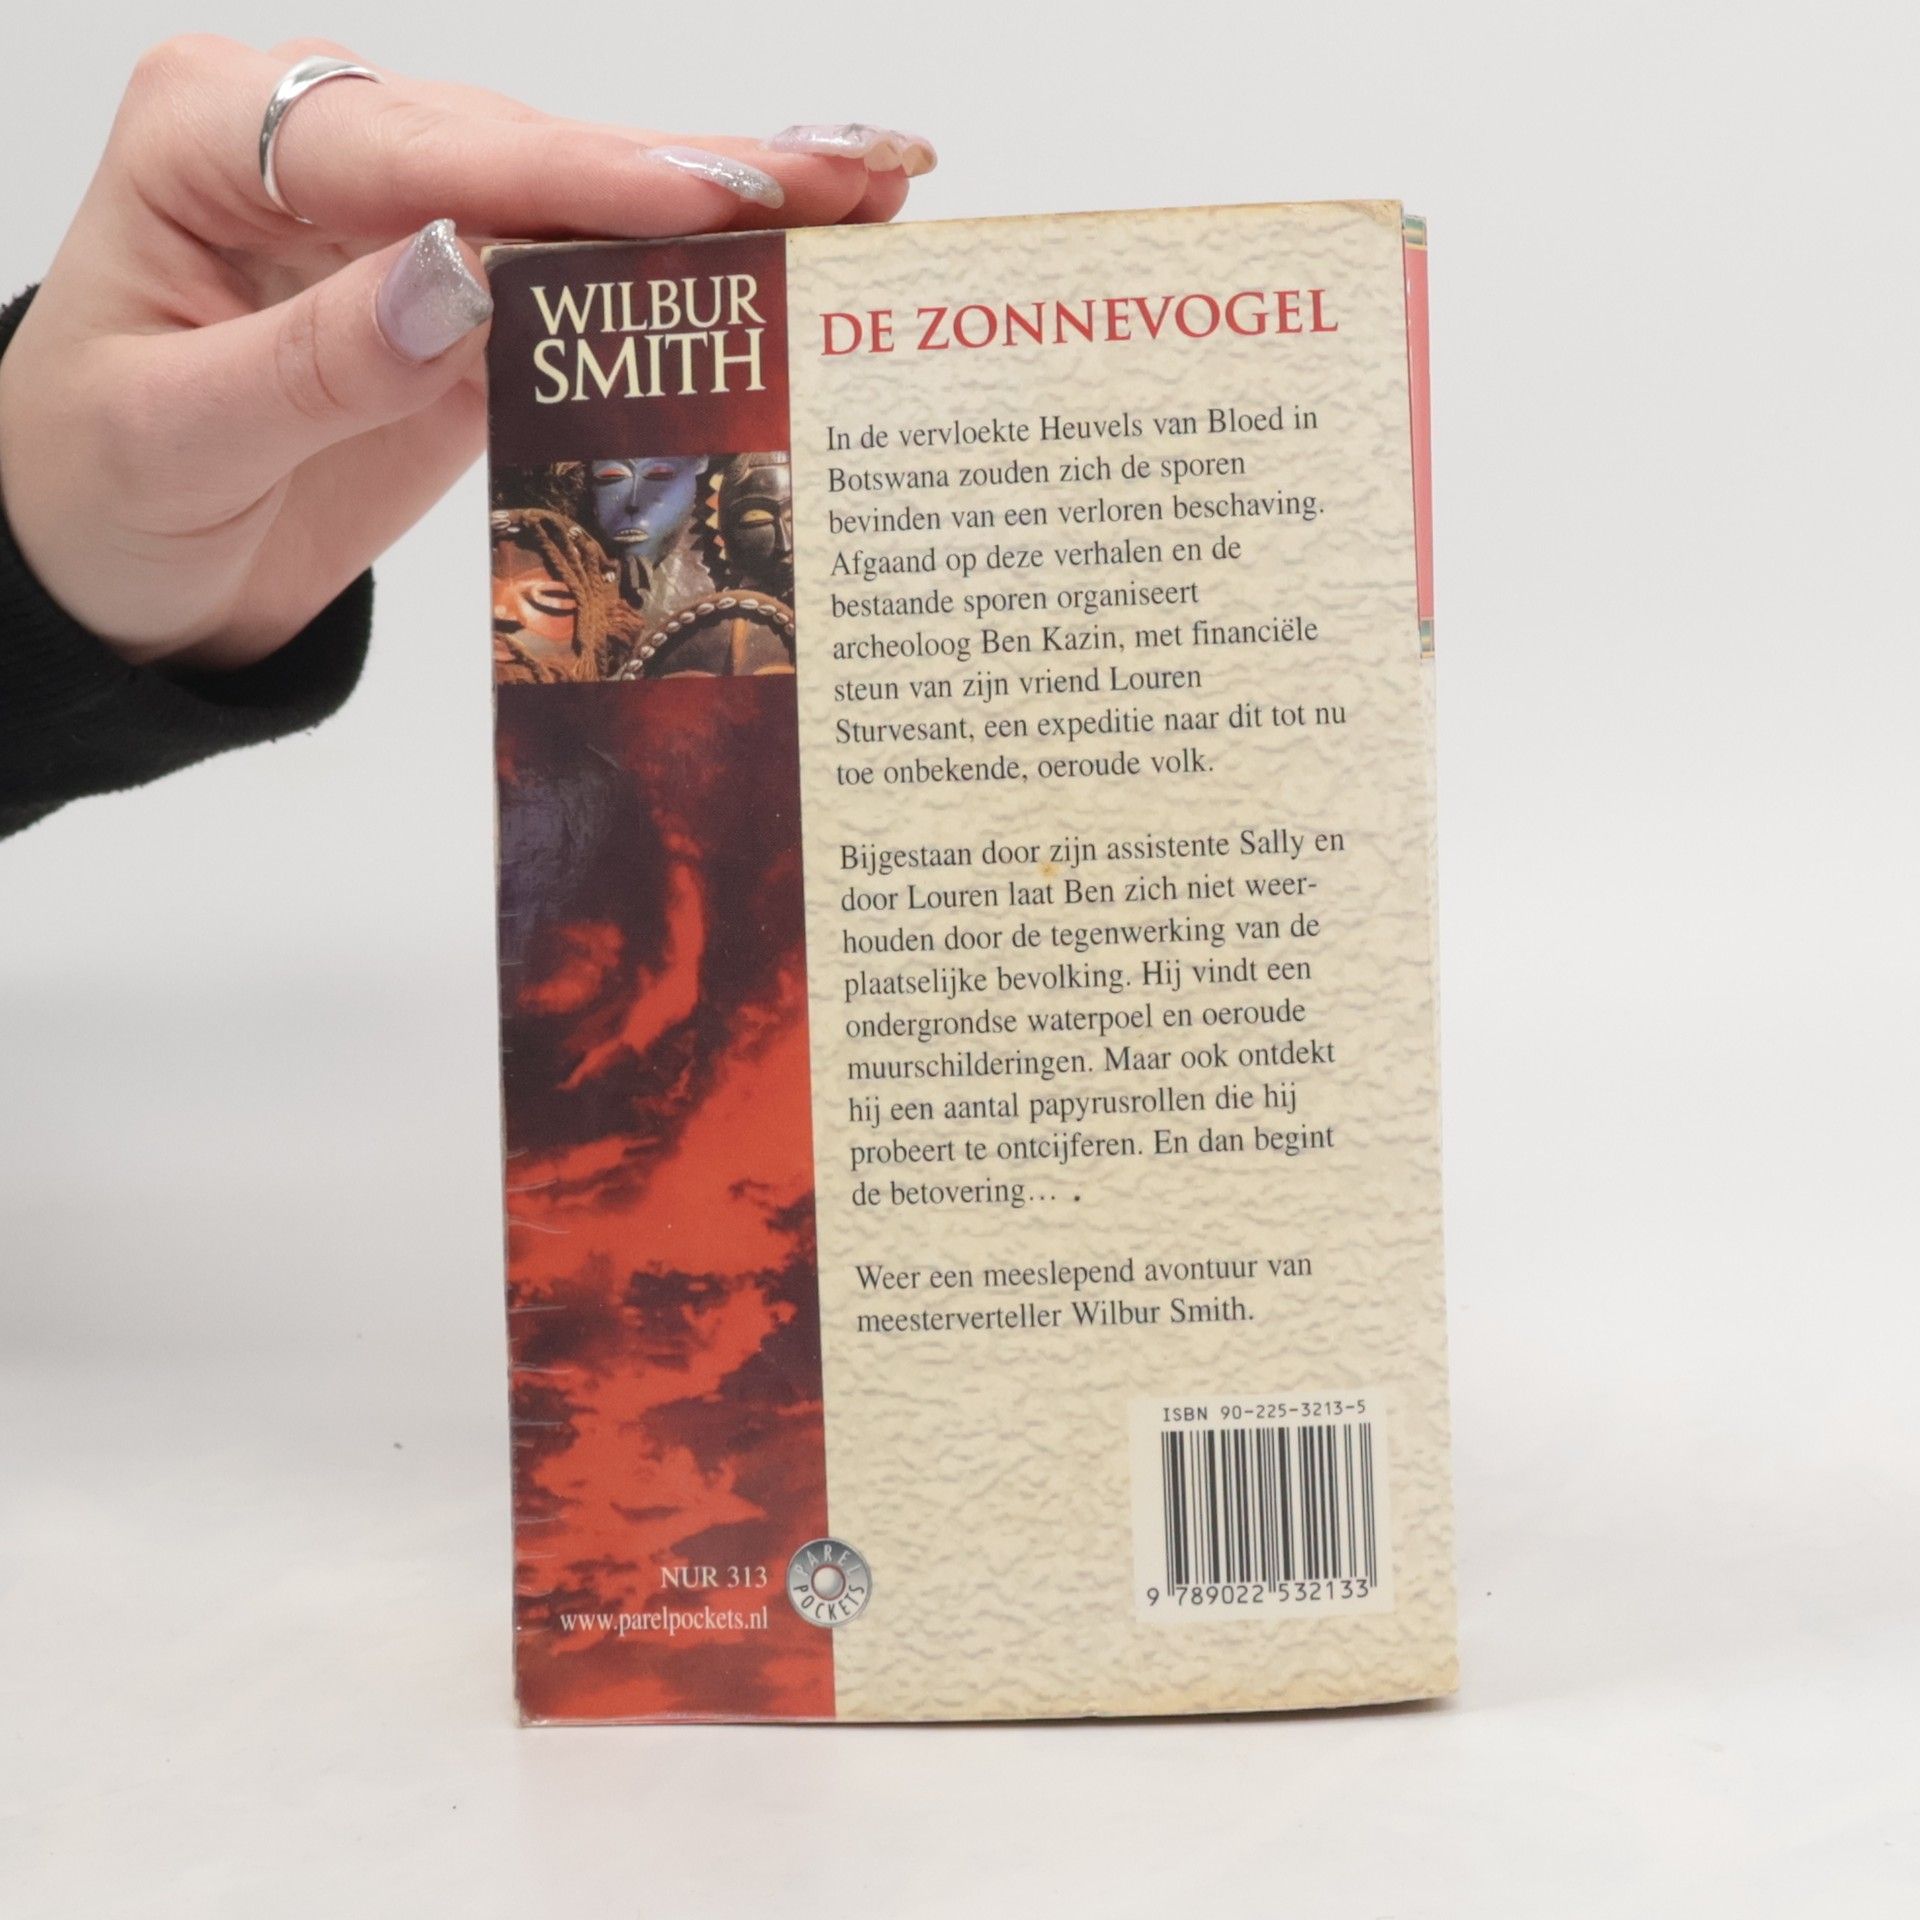 WILBUR
SMITH
DE ZONNEVOGEL
In de vervloekte Heuvels van Bloed in
Botswana zouden zich de sporen
bevinden van een verloren beschaving.
Afgaand op deze verhalen en de
bestaande sporen organiseert
archeoloog Ben Kazin, met financiële
steun van zijn vriend Louren
Sturvesant, een expeditie naar dit tot nu
toe onbekende, oeroude volk.
Bijgestaan door zijn assistente Sally en
door Louren laat Ben zich niet weer-
houden door de tegenwerking van de
plaatselijke bevolking. Hij vindt een
ondergrondse waterpoel en oeroude
muurschilderingen. Maar ook ontdekt
hij een aantal papyrusrollen die hij
probeert te ontcijferen. En dan begint
de betovering… .
Weer een meeslepend avontuur van
meesterverteller Wilbur Smith.
ISBN 90-225-3213-5
9 789022 532133
NUR 313
www.parelpockets.nl
PAREL
POCKETS